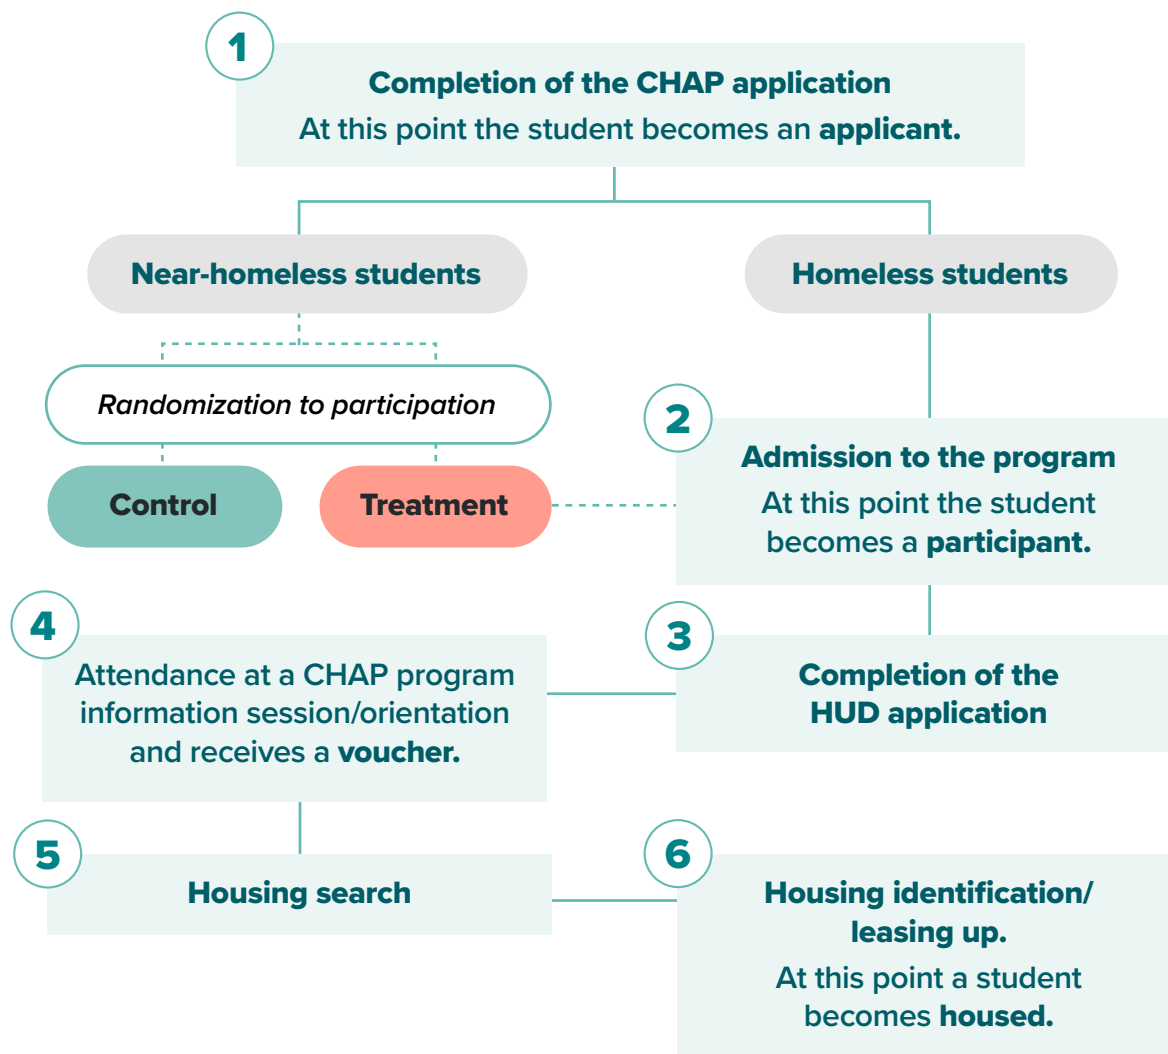 1
Completion of the CHAP application
At this point the student becomes an applicant.
Near-homeless students
Homeless students
Randomization to participation
Control
Treatment
2
Admission to the program
At this point the student
becomes a participant.
3
Completion of the
HUD application
4
Attendance at a CHAP program
information session/orientation
and receives a voucher.
5
Housing search
6
Housing identification/
leasing up.
At this point a student
becomes housed.